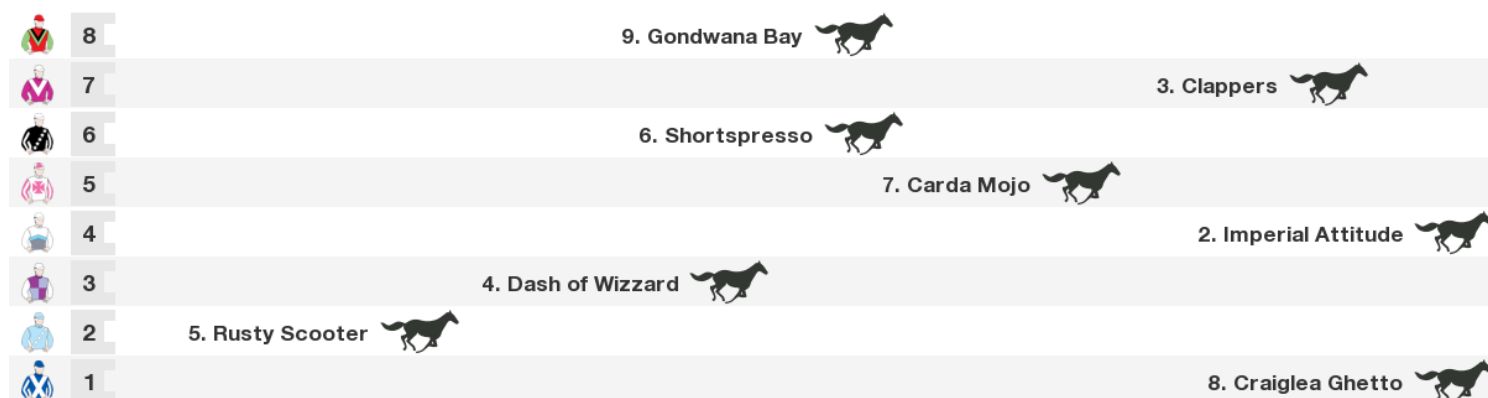 8 9. Gondwana Bay
7 3. Clappers
6 6. Shortspresso
5 7. Carda Mojo
4 2. Imperial Attitude
3 4. Dash of Wizzard
2 5. Rusty Scooter
1 8. Craiglea Ghetto